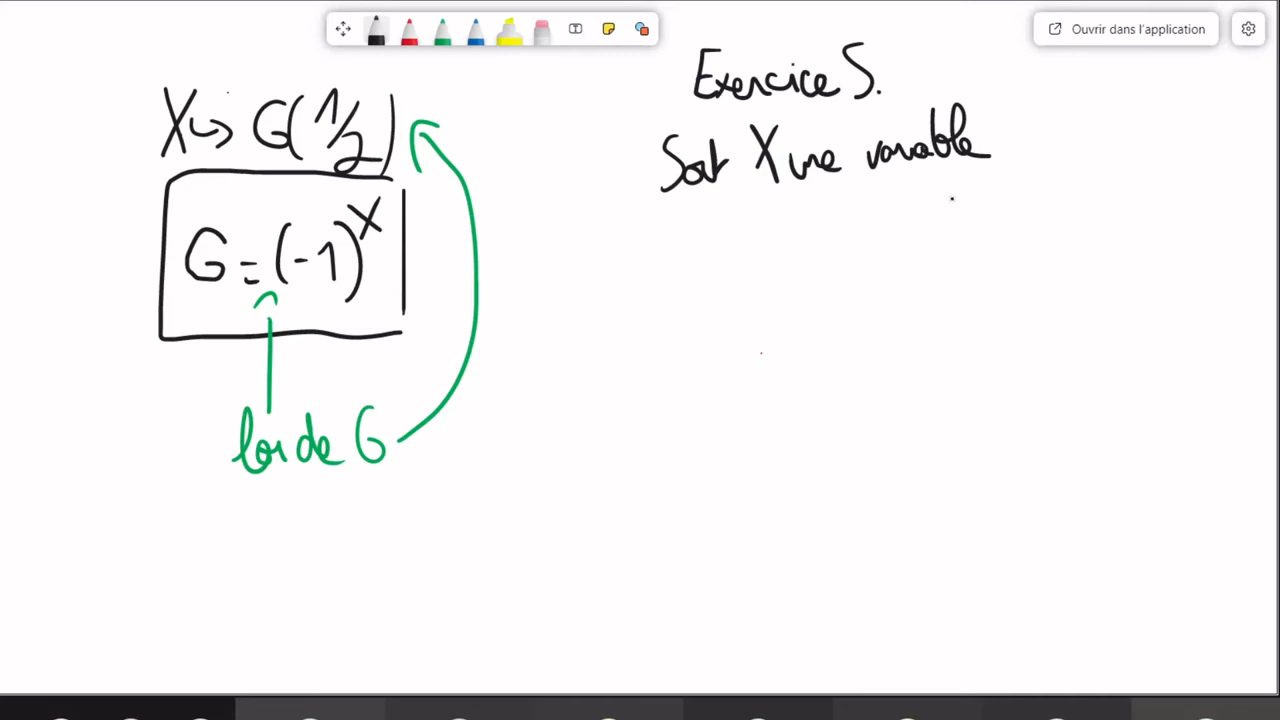 Ouvrir dans l'application
X ↪ G(1/2)
G = (-1)^X
loi de G
Exercice 5.
Soit X une variable